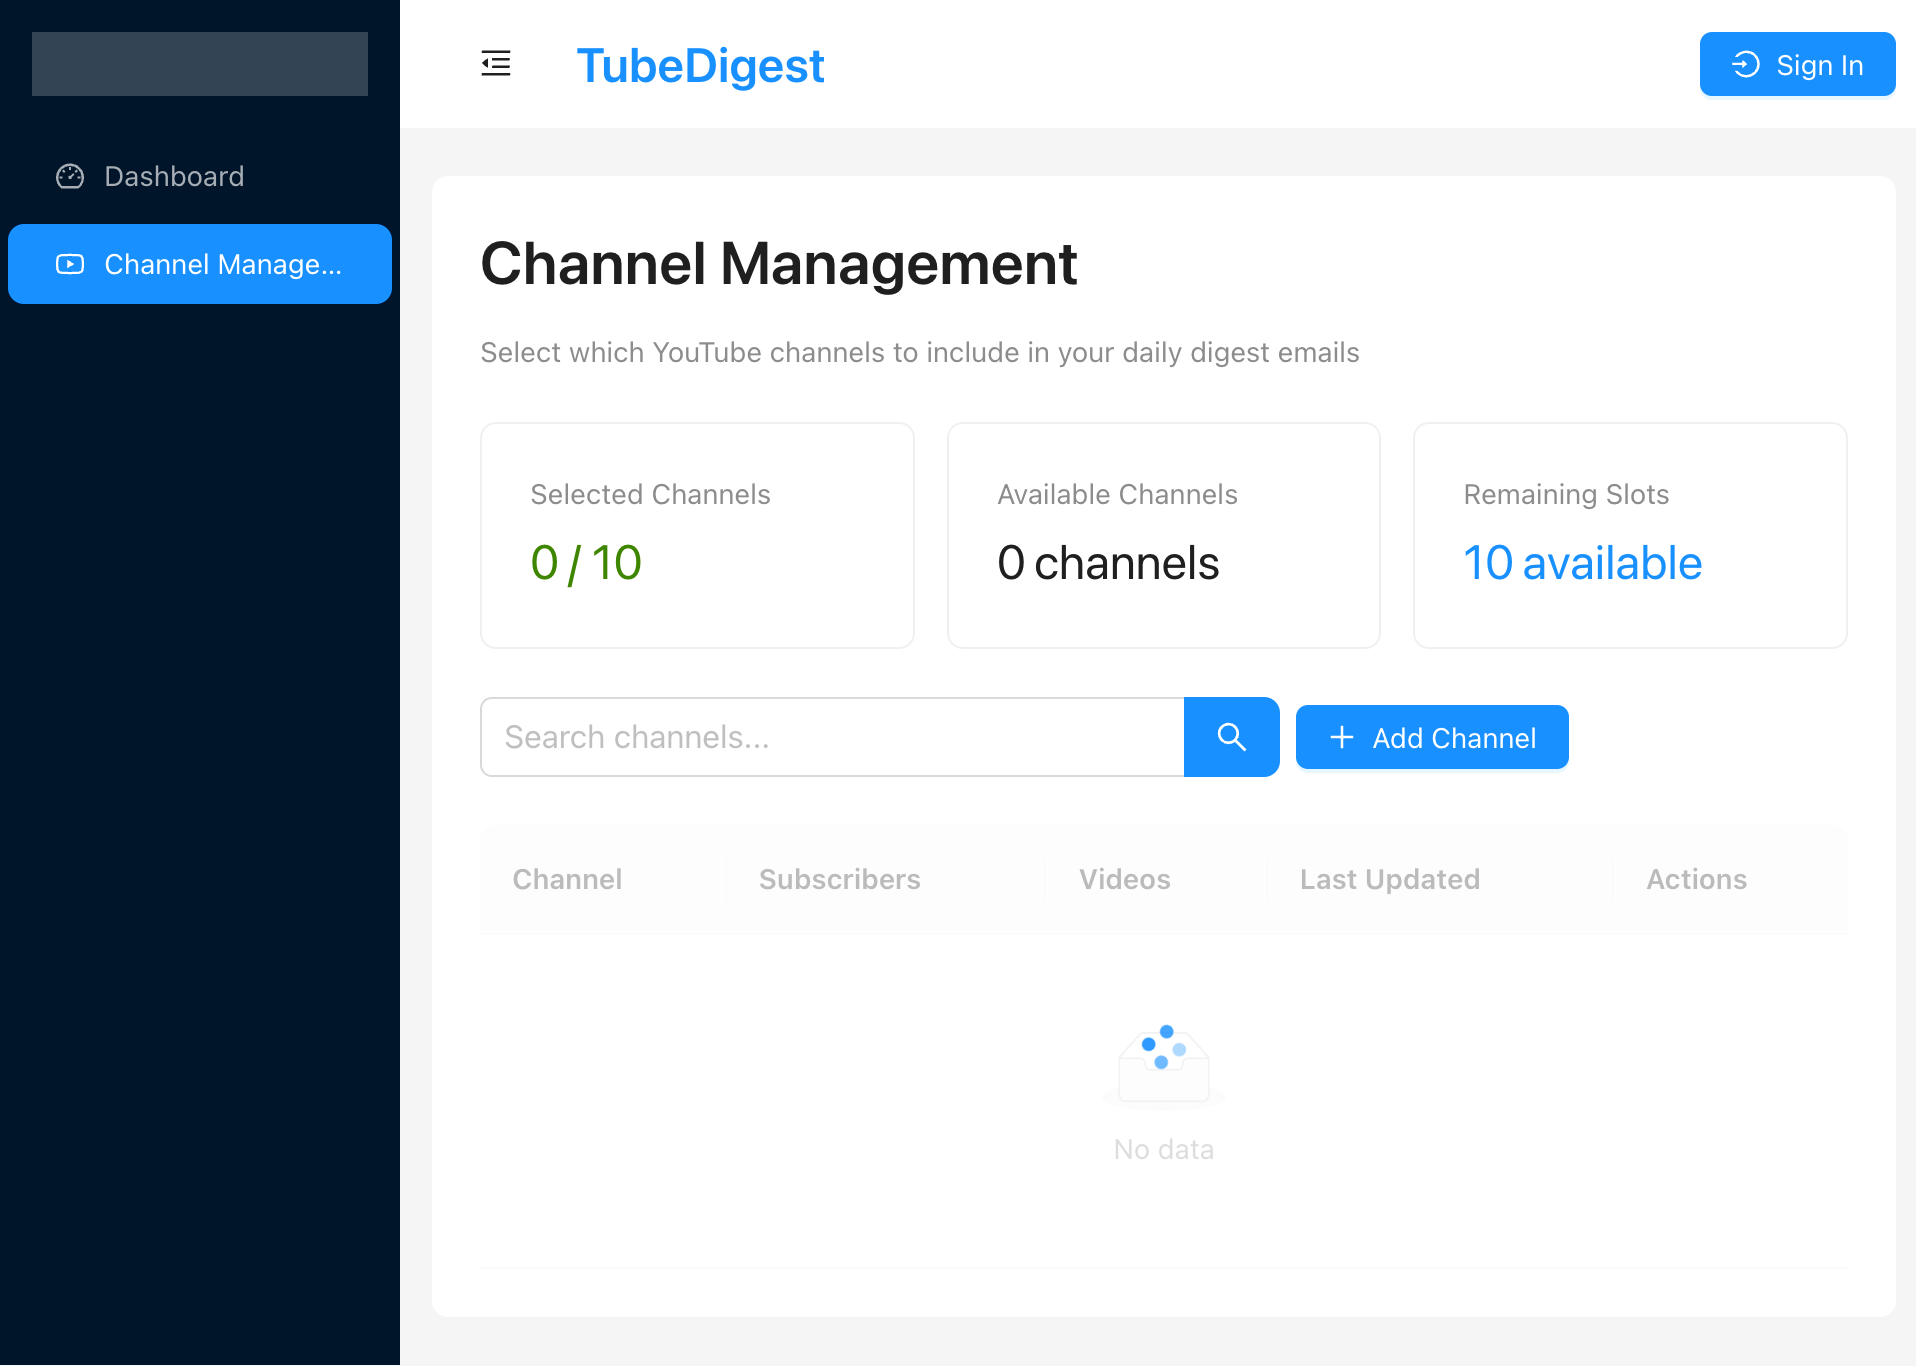 TubeDigest
Sign In
Dashboard
Channel Manage...
Channel Management
Select which YouTube channels to include in your daily digest emails
Selected Channels
0 / 10
Available Channels
0 channels
Remaining Slots
10 available
Search channels...
Add Channel
Channel
Subscribers
Videos
Last Updated
Actions
No data